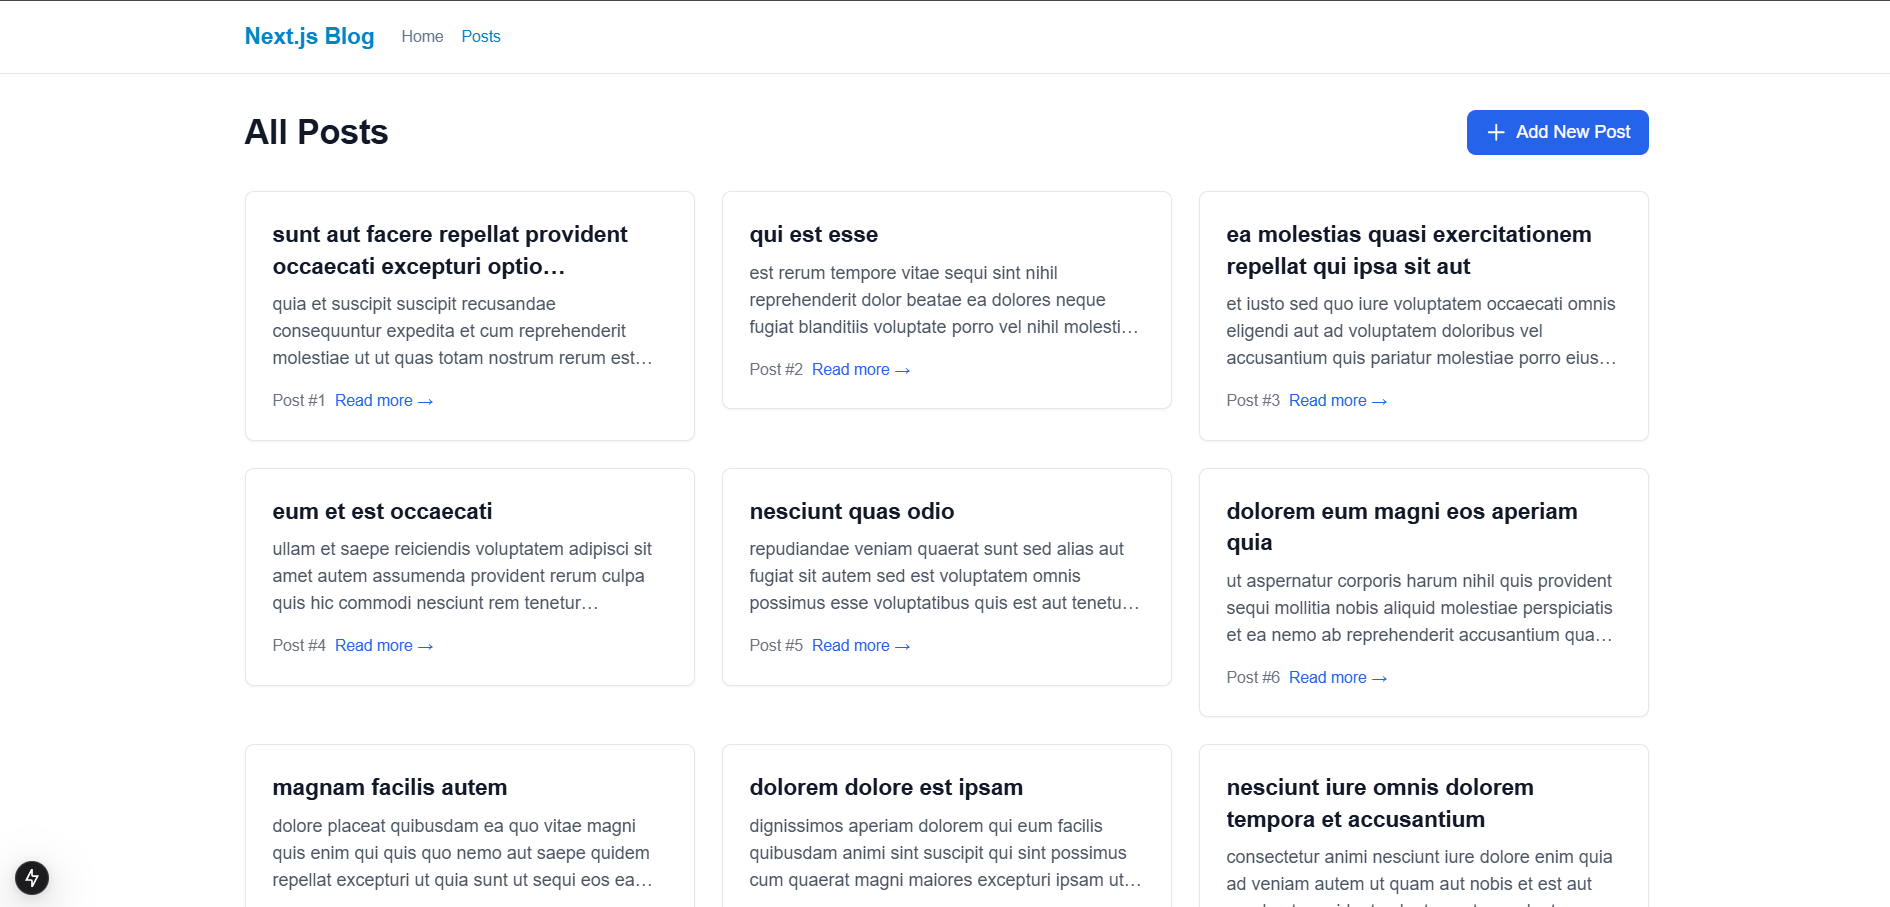 Next.js Blog Home Posts
All Posts
Add New Post
sunt aut facere repellat provident
occaecati excepturi optio…
quia et suscipit suscipit recusandae
consequuntur expedita et cum reprehenderit
molestiae ut ut quas totam nostrum rerum est…
Post #1 Read more →
qui est esse
est rerum tempore vitae sequi sint nihil
reprehenderit dolor beatae ea dolores neque
fugiat blanditiis voluptate porro vel nihil molesti…
Post #2 Read more →
ea molestias quasi exercitationem
repellat qui ipsa sit aut
et iusto sed quo iure voluptatem occaecati omnis
eligendi aut ad voluptatem doloribus vel
accusantium quis pariatur molestiae porro eius…
Post #3 Read more →
eum et est occaecati
ullam et saepe reiciendis voluptatem adipisci sit
amet autem assumenda provident rerum culpa
quis hic commodi nesciunt rem tenetur…
Post #4 Read more →
nesciunt quas odio
repudiandae veniam quaerat sunt sed alias aut
fugiat sit autem sed est voluptatem omnis
possimus esse voluptatibus quis est aut tenetu…
Post #5 Read more →
dolorem eum magni eos aperiam
quia
ut aspernatur corporis harum nihil quis provident
sequi mollitia nobis aliquid molestiae perspiciatis
et ea nemo ab reprehenderit accusantium qua…
Post #6 Read more →
magnam facilis autem
dolore placeat quibusdam ea quo vitae magni
quis enim qui quis quo nemo aut saepe quidem
repellat excepturi ut quia sunt ut sequi eos ea…
dolorem dolore est ipsam
dignissimos aperiam dolorem qui eum facilis
quibusdam animi sint suscipit qui sint possimus
cum quaerat magni maiores excepturi ipsam ut…
nesciunt iure omnis dolorem
tempora et accusantium
consectetur animi nesciunt iure dolore enim quia
ad veniam autem ut quam aut nobis et est aut